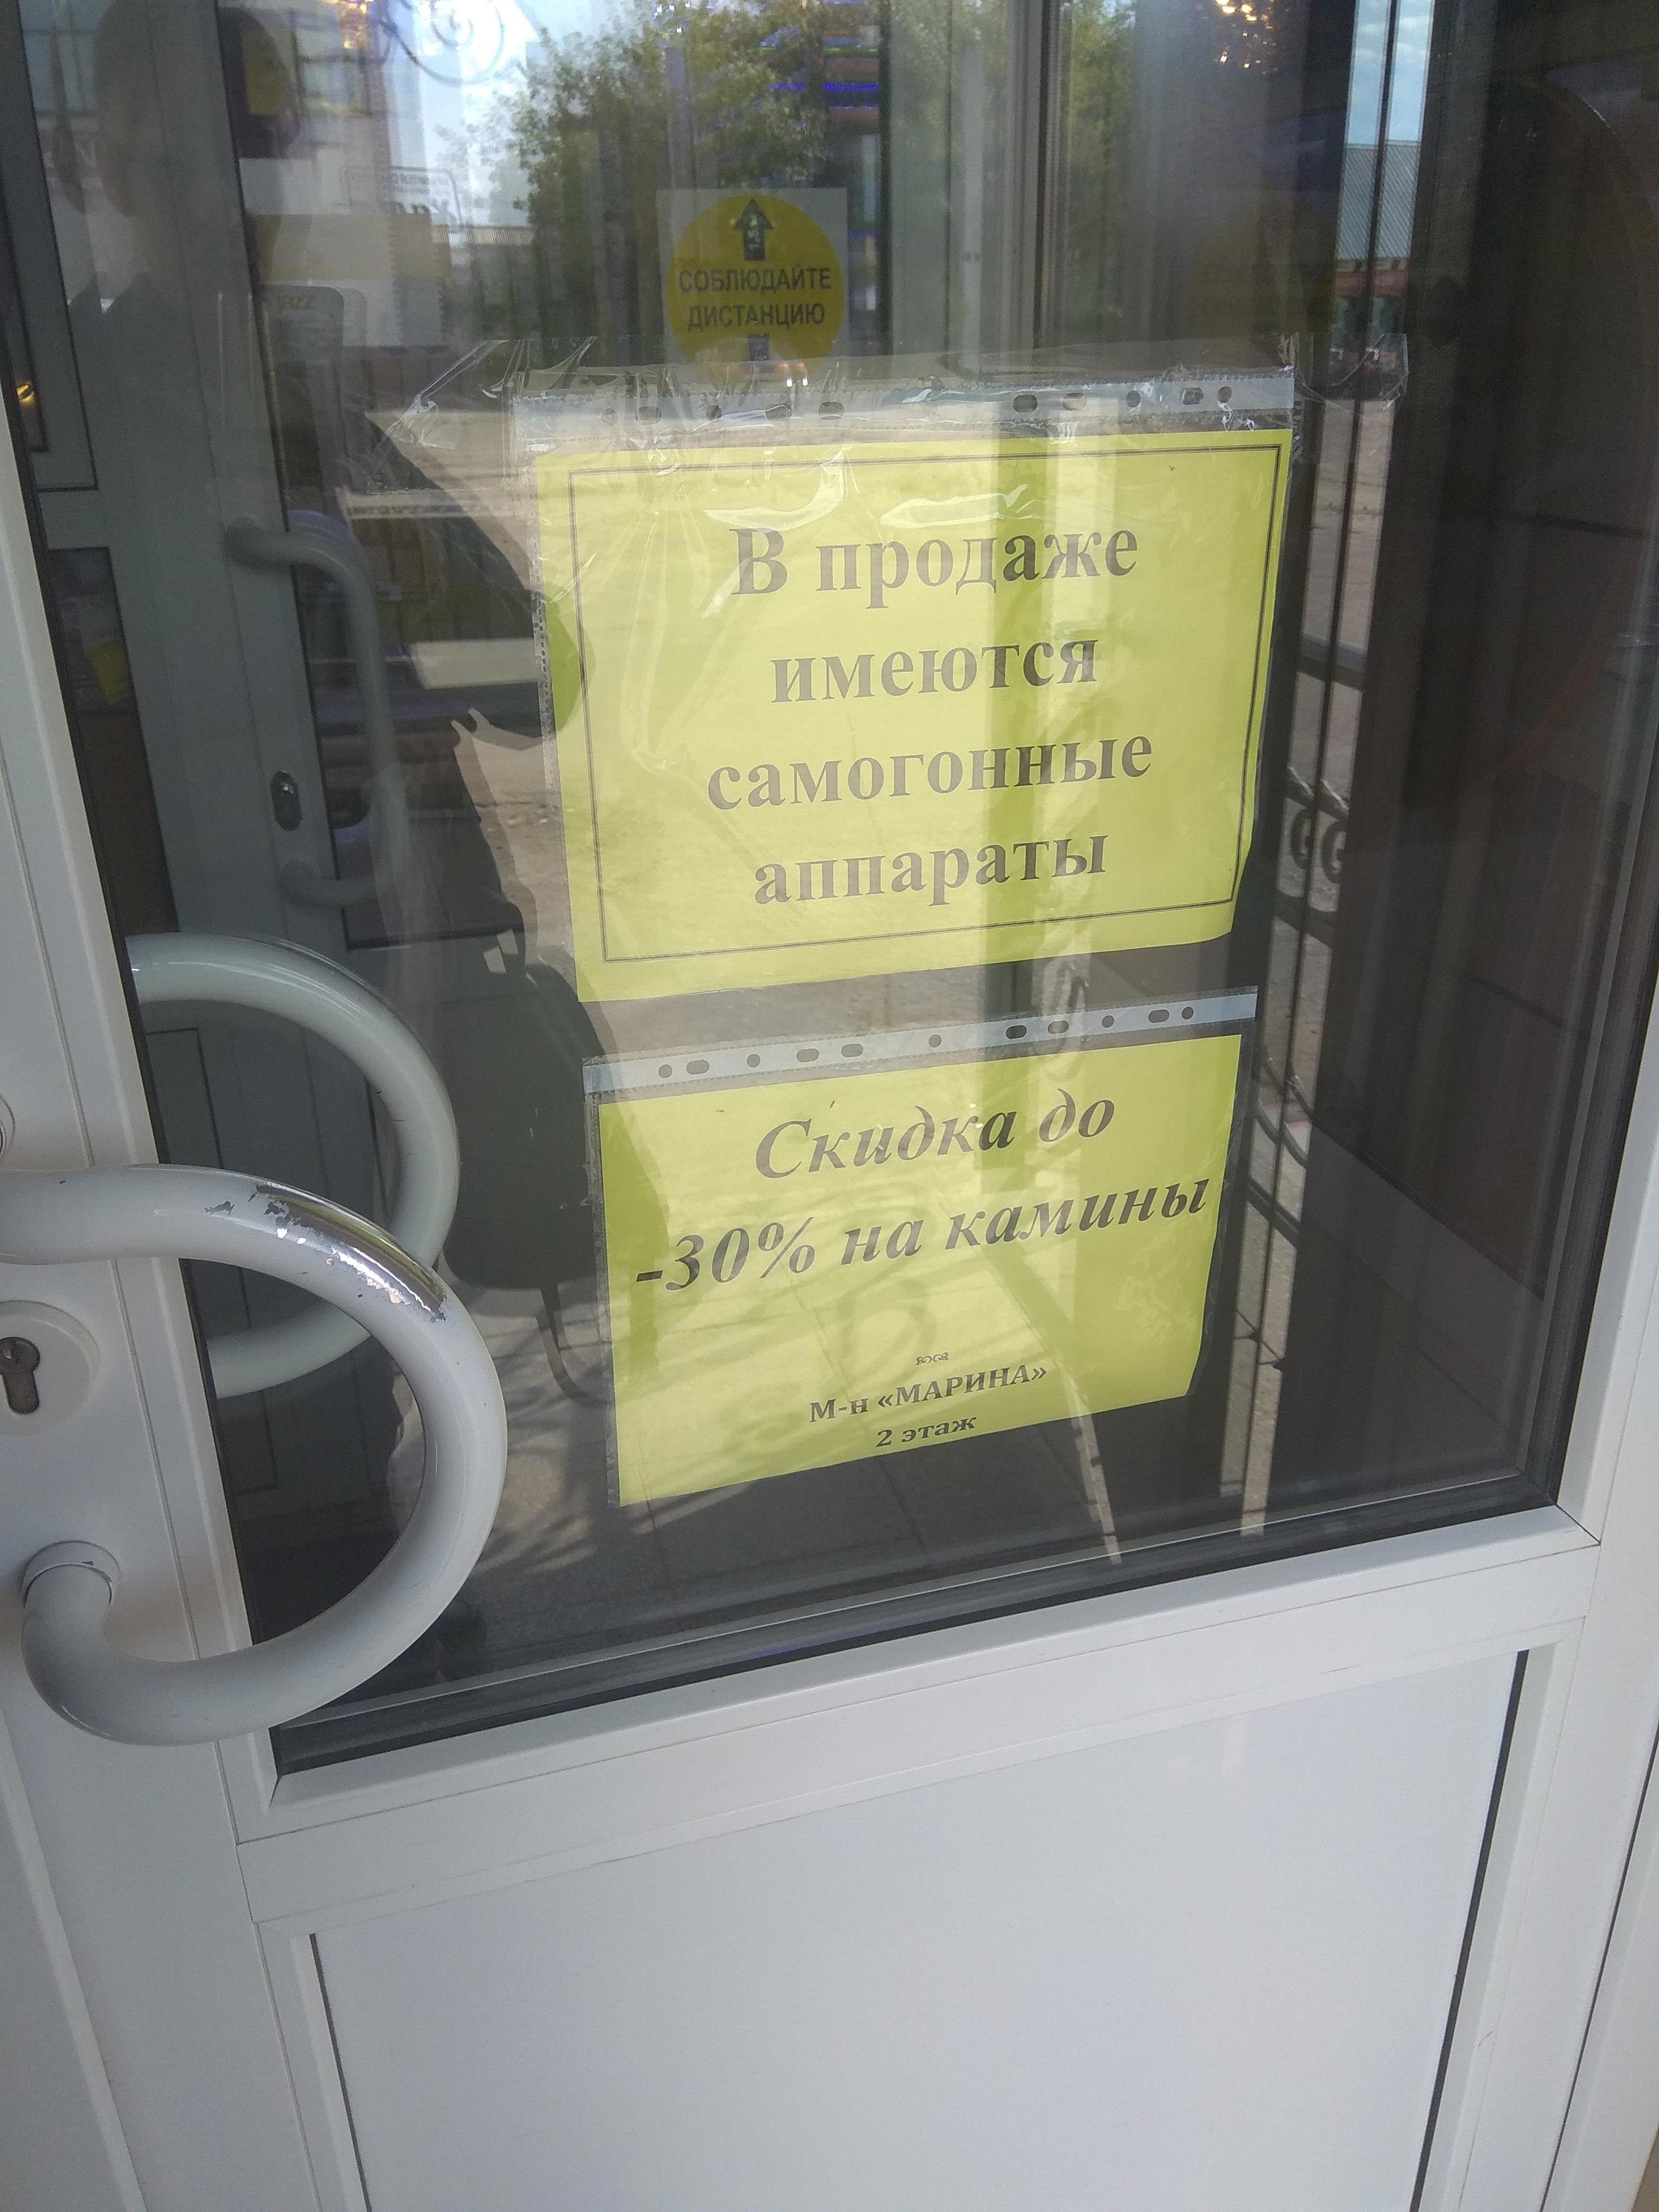 СОБЛЮДАЙТЕ
ДИСТАНЦИЮ
В продаже
имеются
самогонные
аппараты
Скидка до
-30% на камины
М-н «МАРИНА»
2 этаж